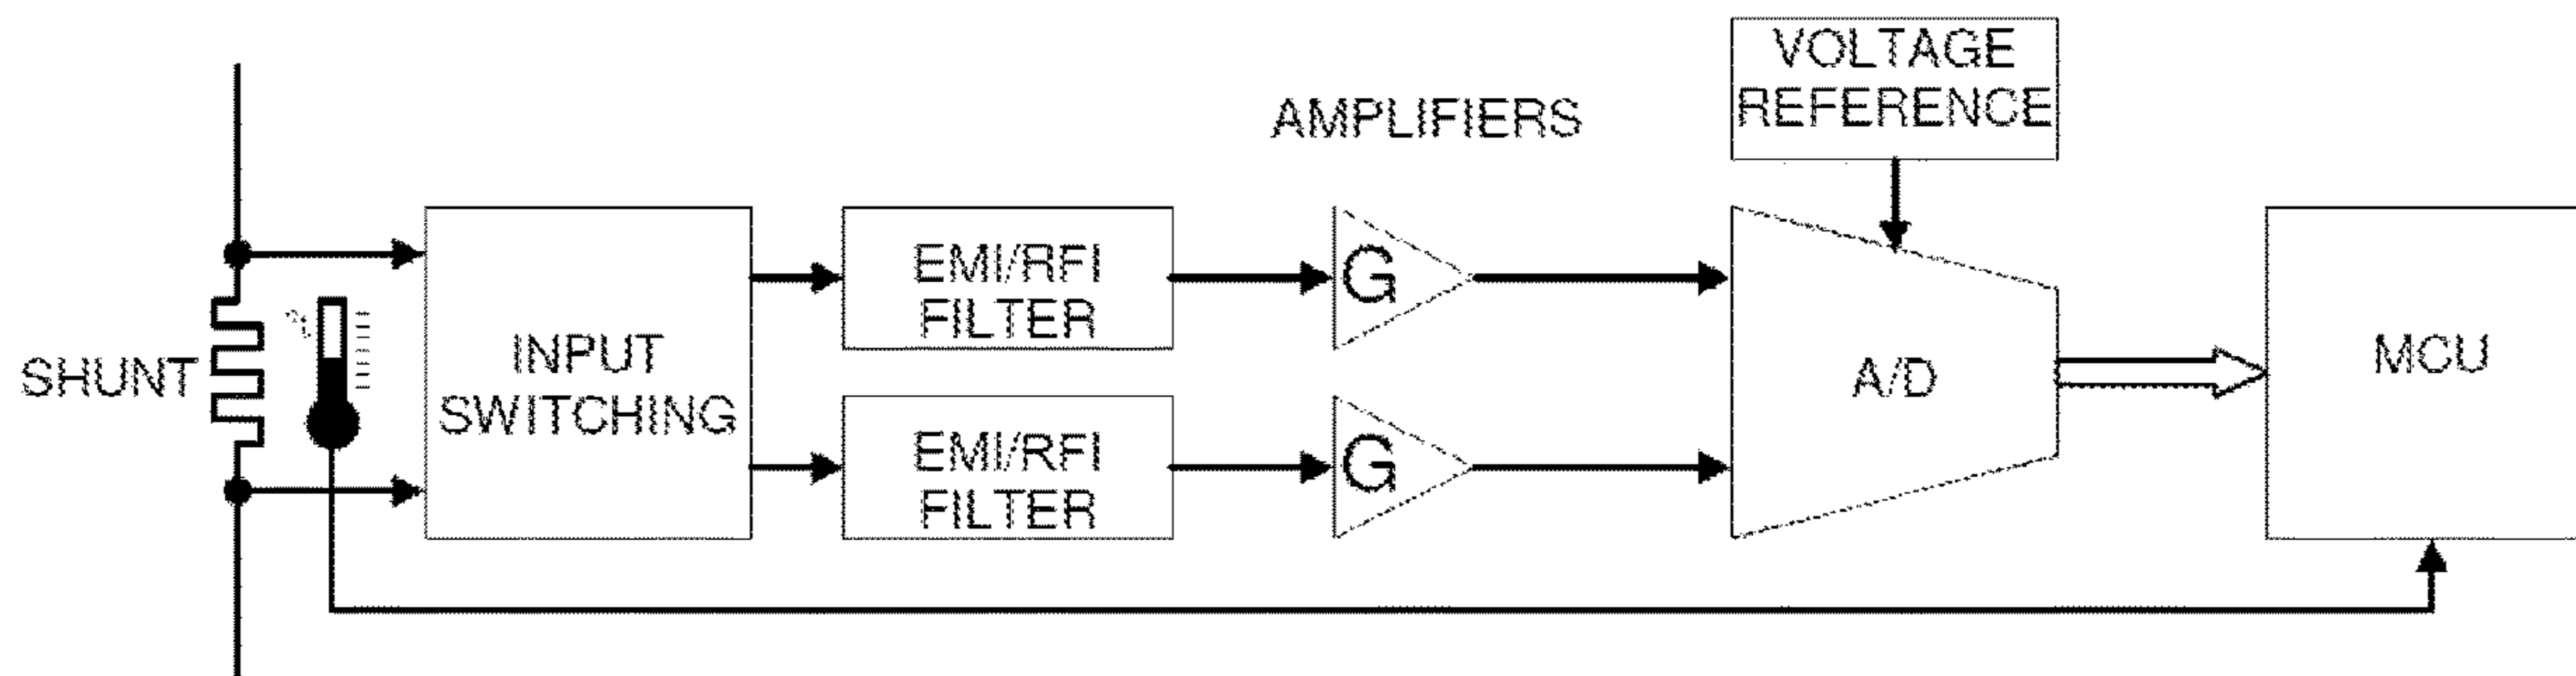 VOLTAGE
REFERENCE
AMPLIFIERS
SHUNT
INPUT
SWITCHING
EMI/RFI
FILTER
G
EMI/RFI
FILTER
G
A/D
MCU